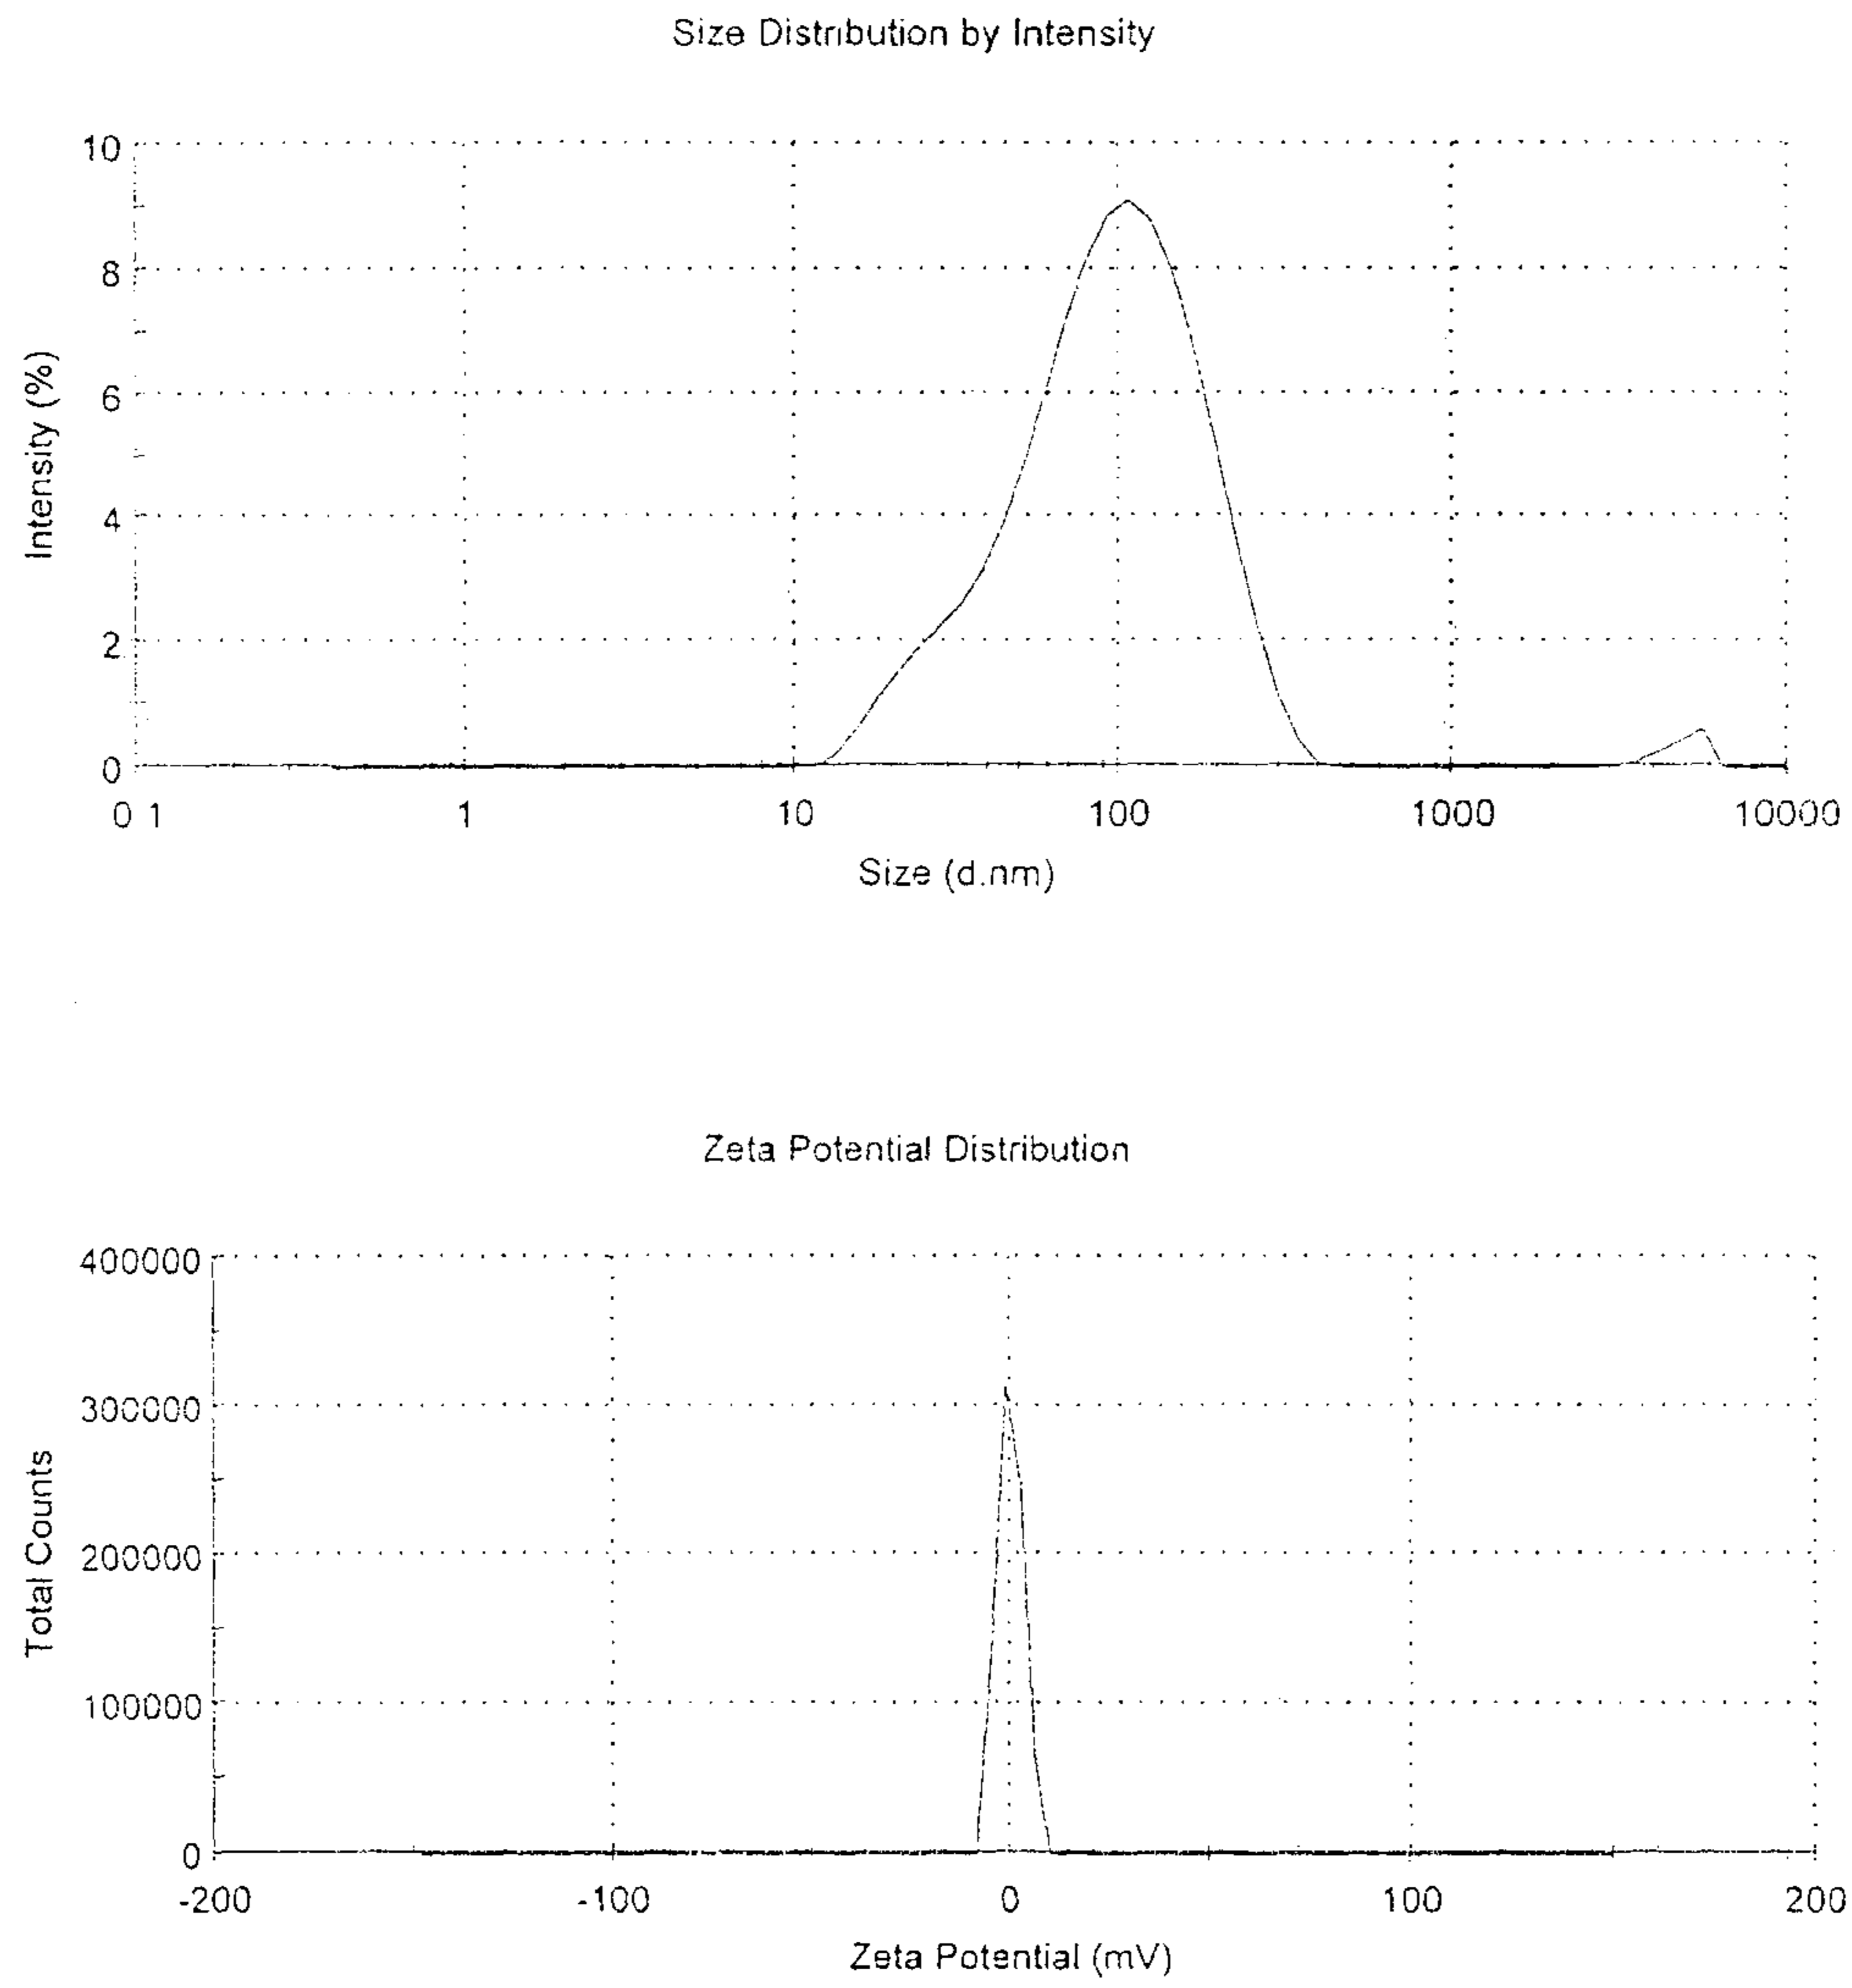 Size Distribution by Intensity
10
8
6
4
2
0
Intensity (%)
0 1 1 10 100 1000 10000
Size (d.nm)
Zeta Potential Distribution
400000
300000
200000
100000
0
Total Counts
-200 -100 0 100 200
Zeta Potential (mV)